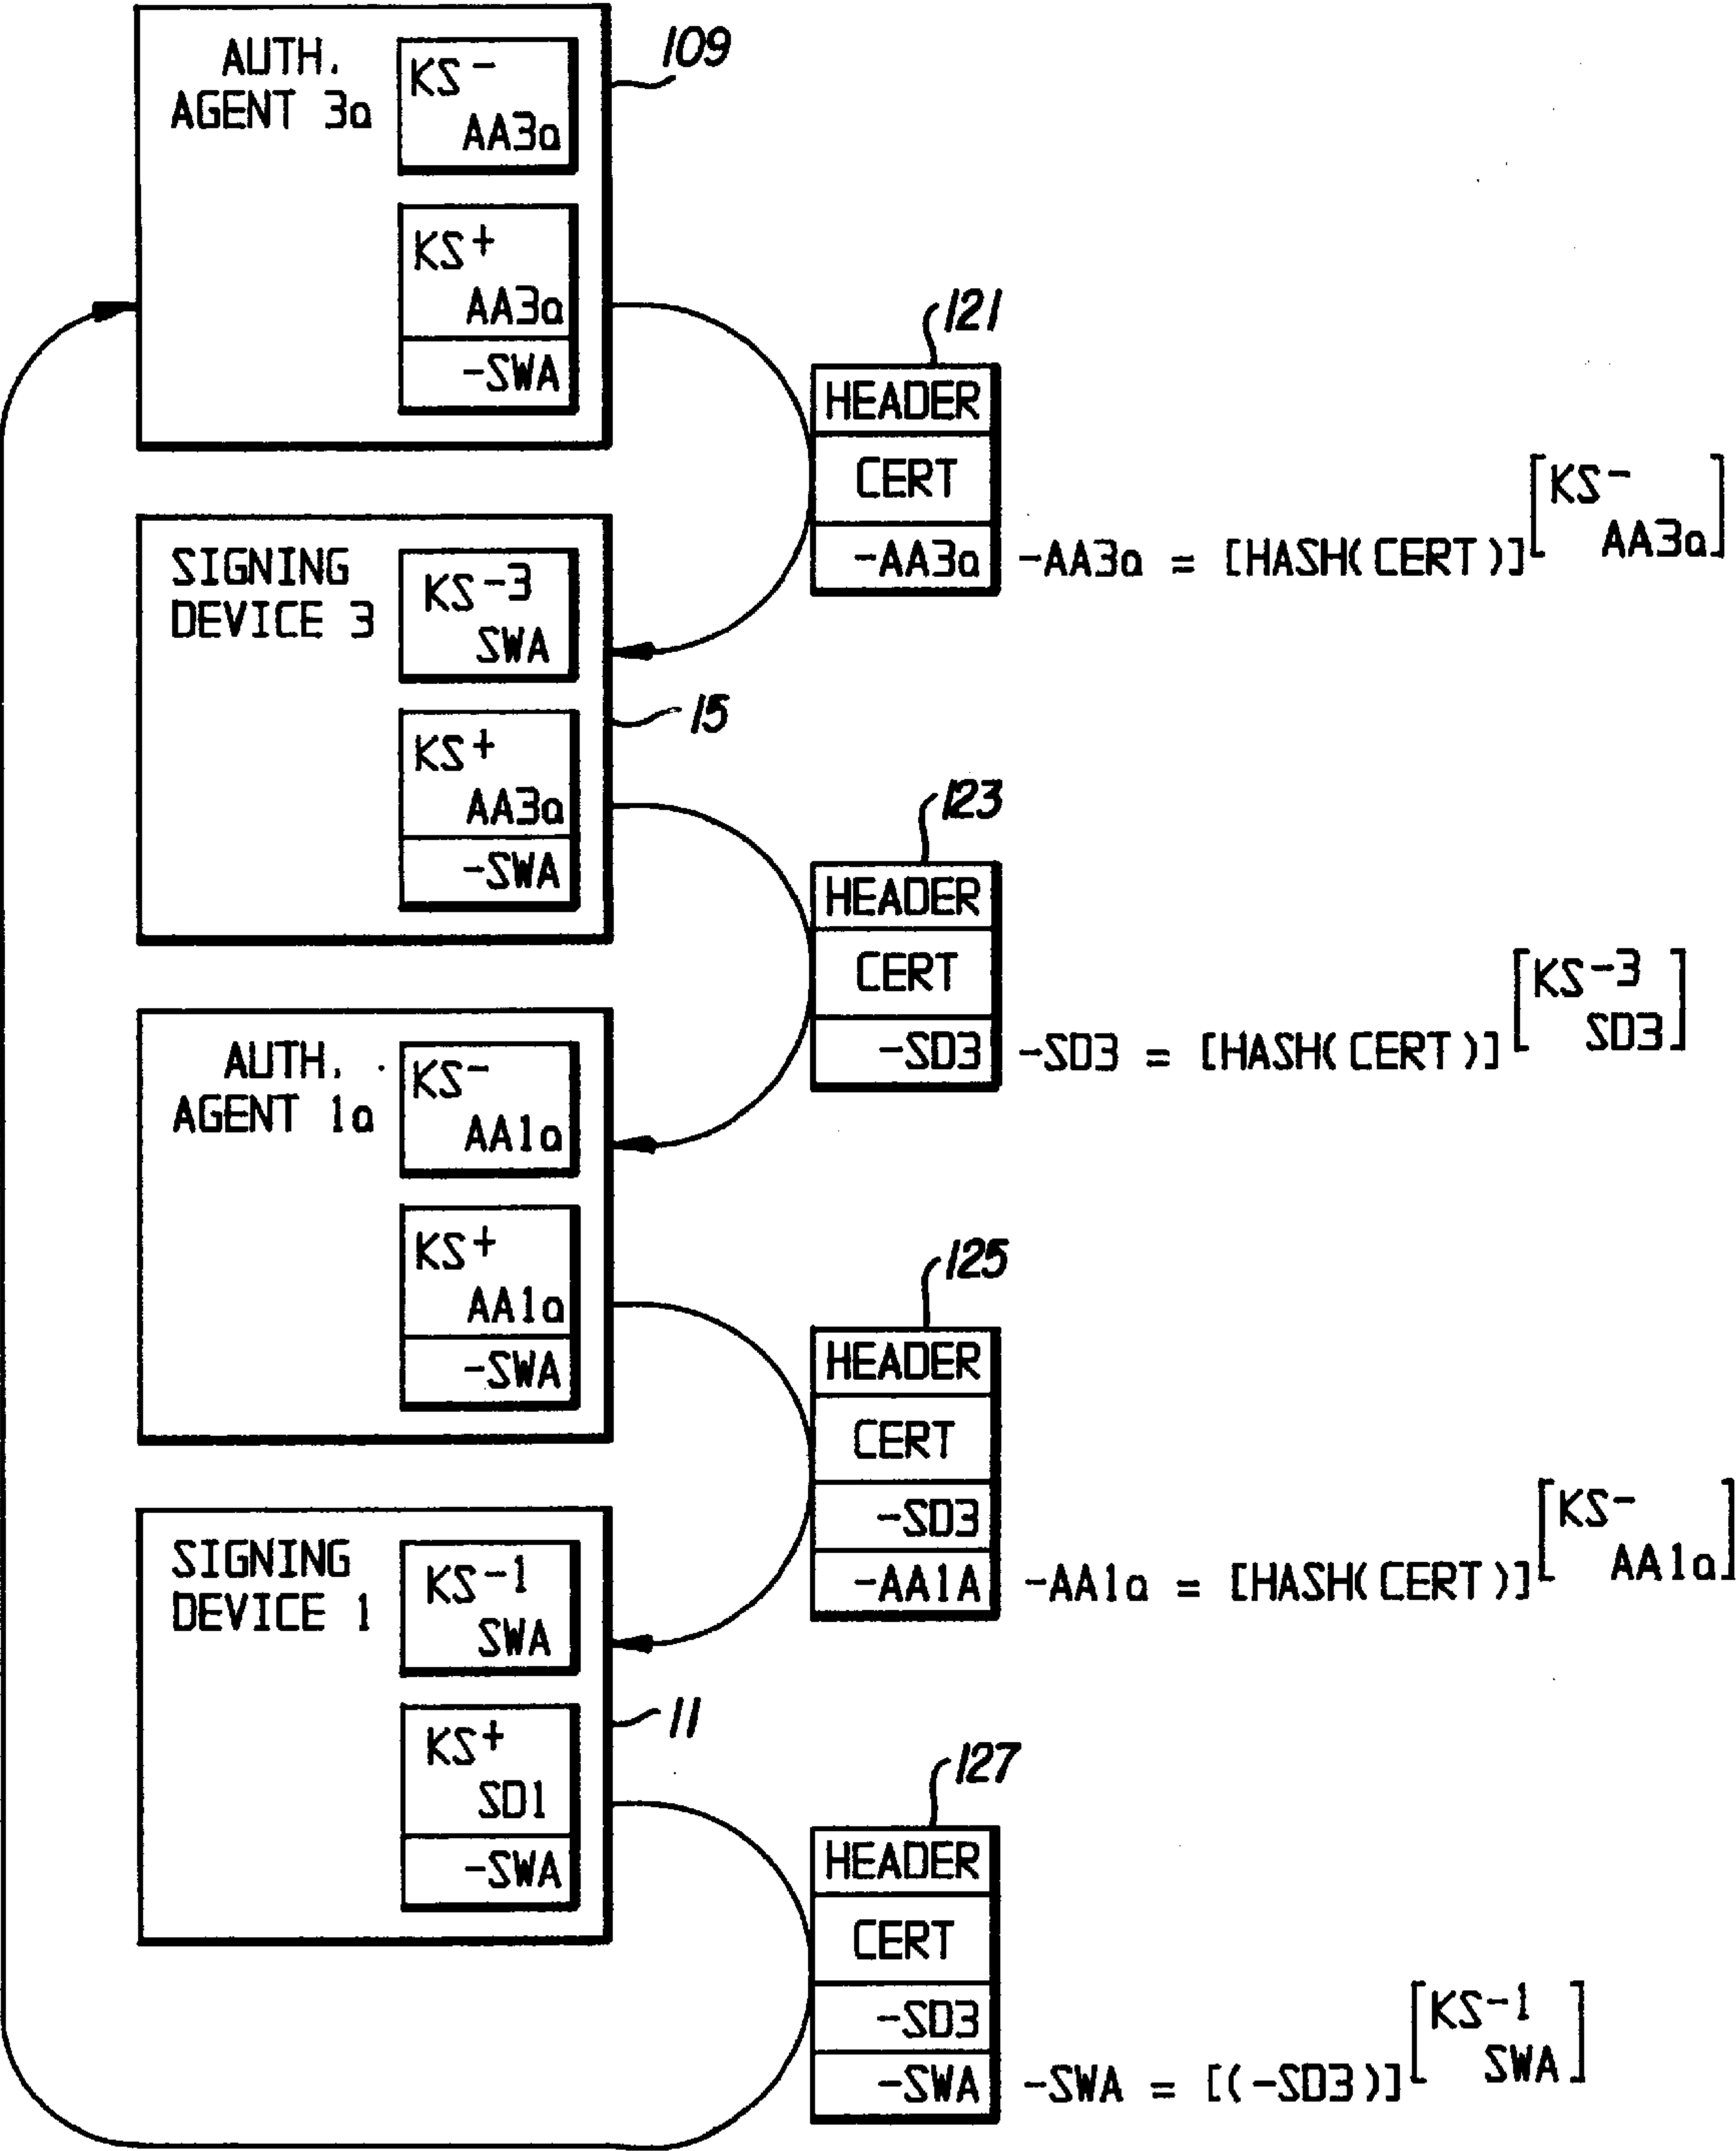 109
AUTH.
AGENT 3a
KS-
AA3a
KS+
AA3a
-SWA
121
HEADER
CERT
-AA3a
-AA3a = [HASH(CERT)]
[KS-
AA3a]
SIGNING
DEVICE 3
KS-3
SWA
15
KS+
AA3a
-SWA
123
HEADER
CERT
-SD3
-SD3 = [HASH(CERT)]
[KS-3
SD3]
AUTH.
AGENT 1a
KS-
AA1a
KS+
AA1a
-SWA
125
HEADER
CERT
-SD3
-AA1A
-AA1a = [HASH(CERT)]
[KS-
AA1a]
SIGNING
DEVICE 1
KS-1
SWA
11
KS+
SD1
-SWA
127
HEADER
CERT
-SD3
-SWA
-SWA = [(-SD3)]
[KS-1
SWA]